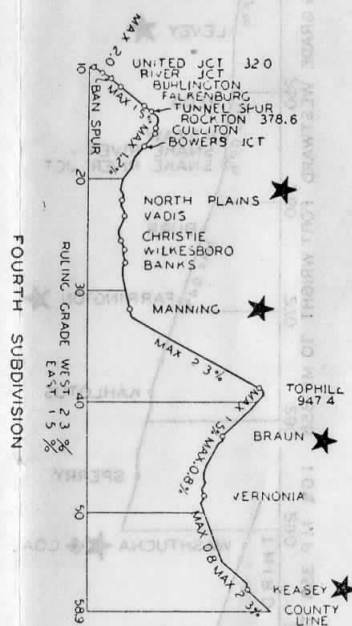 MAX 2.0
10
UNITED JCT 32.0
RIVER JCT
BURLINGTON
FALKENBURG
TUNNEL SPUR
ROCKTON 378.6
CULLITON
BOWERS JCT
BAN SPUR
MAX 1.5%
MAX 1.2%
20
NORTH PLAINS
VADIS
CHRISTIE
WILKESBORO
BANKS
30
MANNING
MAX 2.3%
TOPHILL
947.4
40
MAX 1.5%
BRAUN
MAX 0.8%
VERNONIA
50
MAX 0.8
MAX 2.3%
KEASEY
COUNTY
LINE
58.9
RULING GRADE WEST 2.3 %
EAST 1.5 %
FOURTH SUBDIVISION